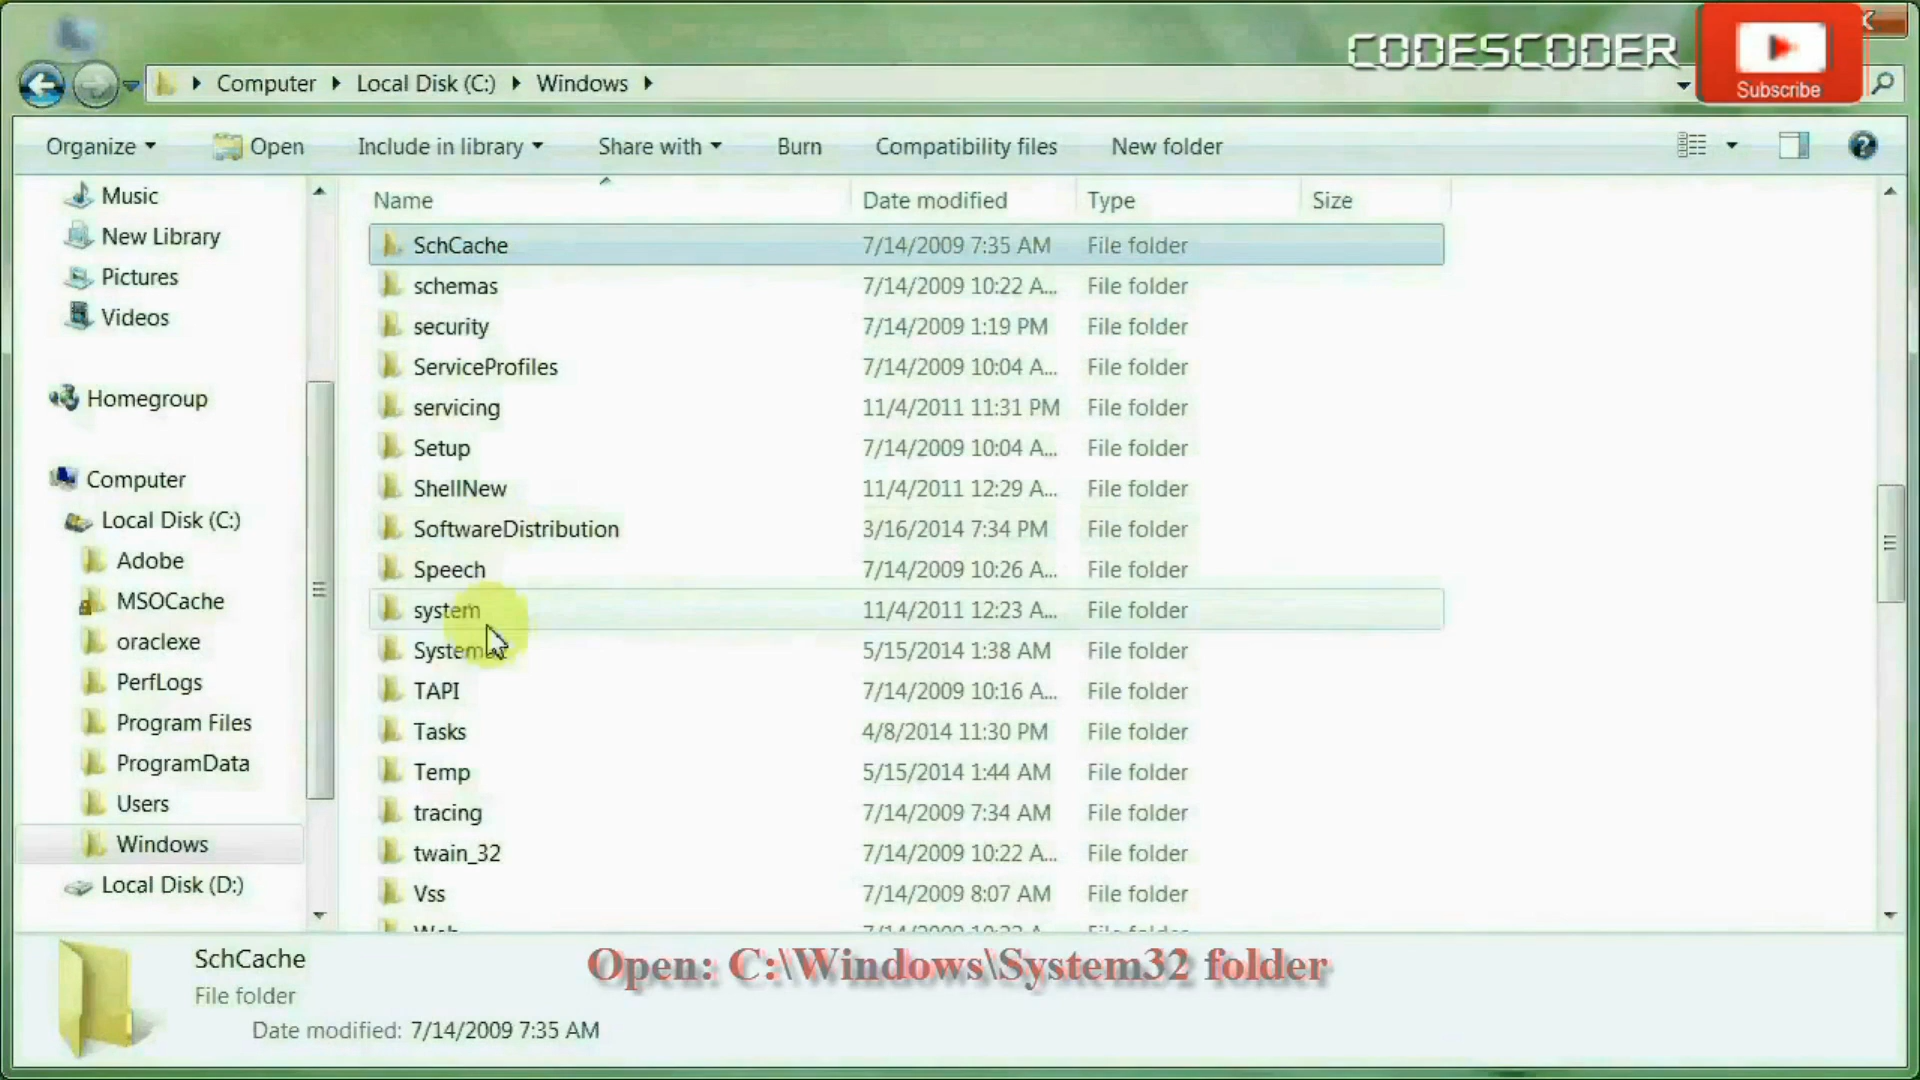 CODESCODER
Subscribe
Computer Local Disk (C:) Windows
Organize Open Include in library Share with Burn Compatibility files New folder
Music
New Library
Pictures
Videos
Homegroup
Computer
Local Disk (C:)
Adobe
MSOCache
oraclexe
PerfLogs
Program Files
ProgramData
Users
Windows
Local Disk (D:)
Name Date modified Type Size
SchCache 7/14/2009 7:35 AM File folder
schemas 7/14/2009 10:22 A... File folder
security 7/14/2009 1:19 PM File folder
ServiceProfiles 7/14/2009 10:04 A... File folder
servicing 11/4/2011 11:31 PM File folder
Setup 7/14/2009 10:04 A... File folder
ShellNew 11/4/2011 12:29 A... File folder
SoftwareDistribution 3/16/2014 7:34 PM File folder
Speech 7/14/2009 10:26 A... File folder
system 11/4/2011 12:23 A... File folder
5/15/2014 1:38 AM File folder
TAPI 7/14/2009 10:16 A... File folder
Tasks 4/8/2014 11:30 PM File folder
Temp 5/15/2014 1:44 AM File folder
tracing 7/14/2009 7:34 AM File folder
twain_32 7/14/2009 10:22 A... File folder
Vss 7/14/2009 8:07 AM File folder
SchCache
File folder
Date modified: 7/14/2009 7:35 AM
Open: C:\Windows\System32 folder